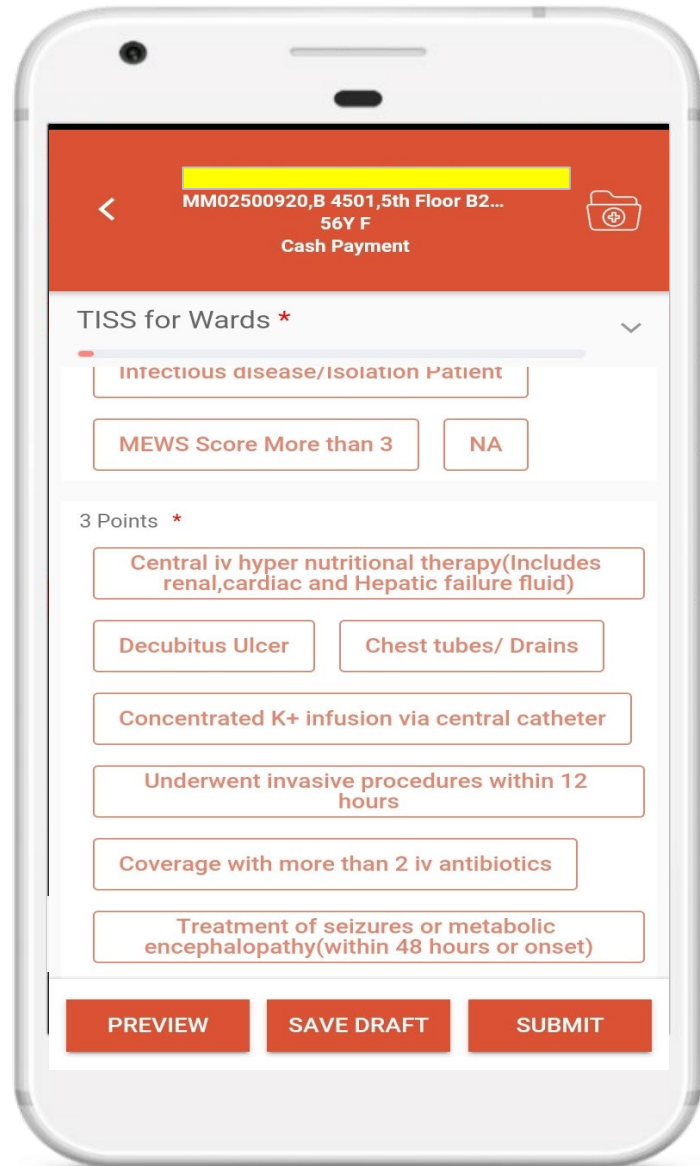 MM02500920,B 4501,5th Floor B2...
56Y F
Cash Payment
TISS for Wards *
Infectious disease/Isolation Patient
MEWS Score More than 3
NA
3 Points *
Central iv hyper nutritional therapy(Includes
renal,cardiac and Hepatic failure fluid)
Decubitus Ulcer
Chest tubes/ Drains
Concentrated K+ infusion via central catheter
Underwent invasive procedures within 12
hours
Coverage with more than 2 iv antibiotics
Treatment of seizures or metabolic
encephalopathy(within 48 hours or onset)
PREVIEW
SAVE DRAFT
SUBMIT